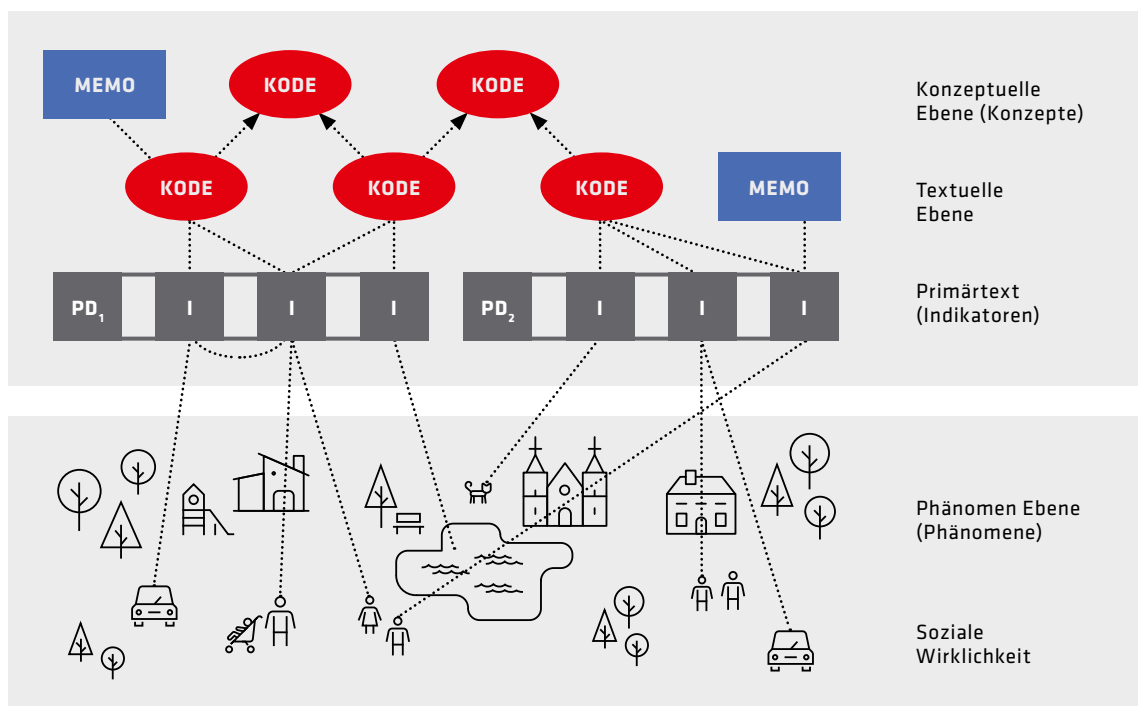 MEMO
KODE
KODE
Konzeptuelle
Ebene (Konzepte)
KODE
KODE
KODE
MEMO
Textuelle
Ebene
PD₁
I
I
I
PD₂
I
I
I
Primärtext
(Indikatoren)
Phänomen Ebene
(Phänomene)
Soziale
Wirklichkeit